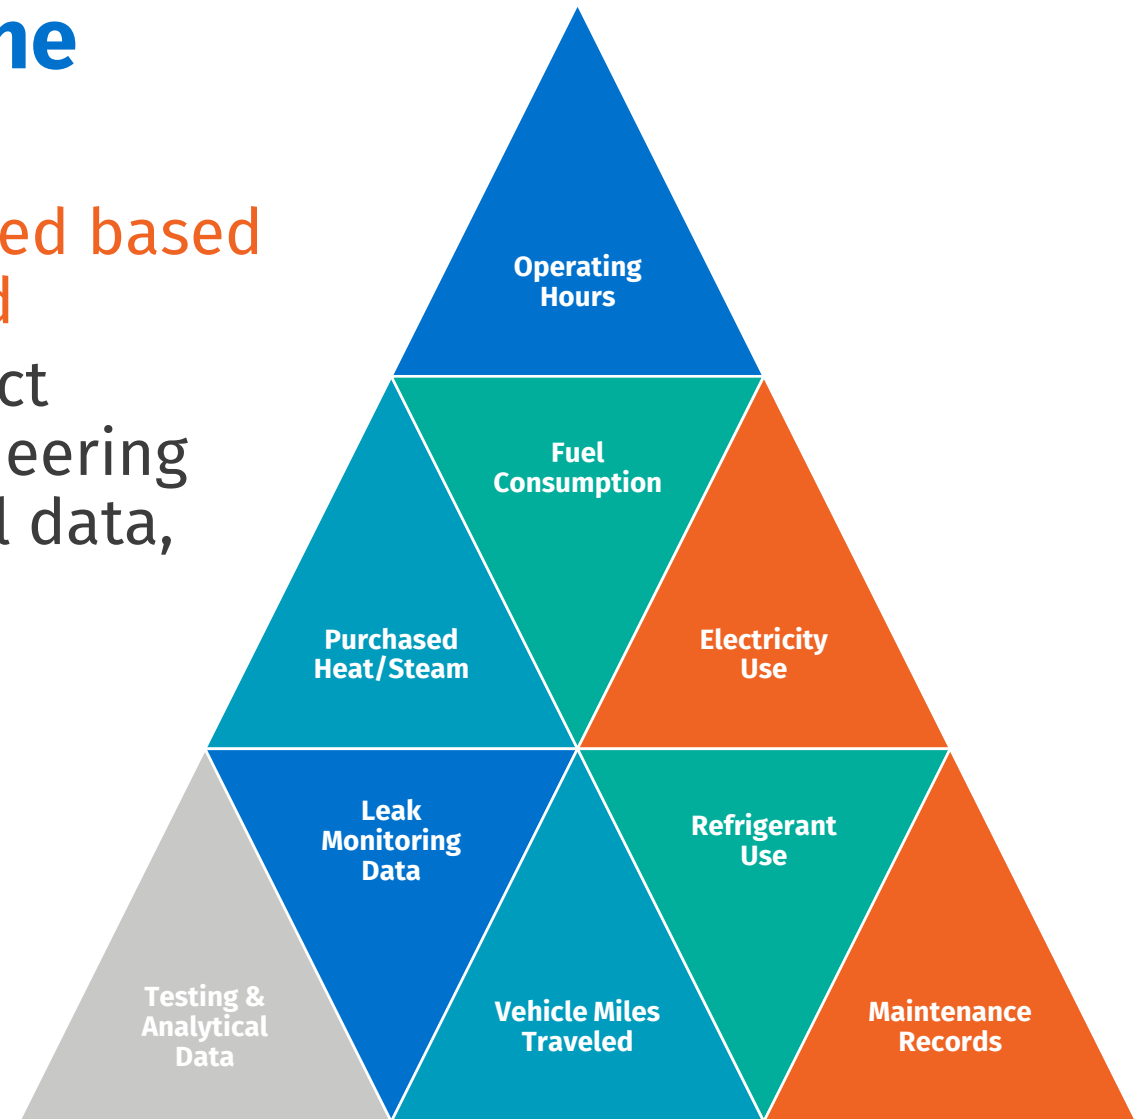 ne
ed based
d
ct
eering
l data,
Operating
Hours
Fuel
Consumption
Purchased
Heat/Steam
Electricity
Use
Leak
Monitoring
Data
Refrigerant
Use
Testing &
Analytical
Data
Vehicle Miles
Traveled
Maintenance
Records